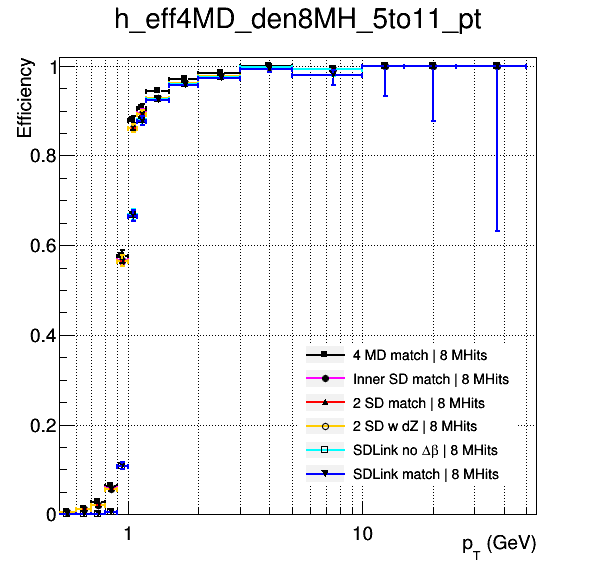 h_eff4MD_den8MH_5to11_pt
Efficiency
1
0.8
0.6
0.4
0.2
0
4 MD match | 8 MHits
Inner SD match | 8 MHits
2 SD match | 8 MHits
2 SD w dZ | 8 MHits
SDLink no Δβ | 8 MHits
SDLink match | 8 MHits
1
10
p_T (GeV)